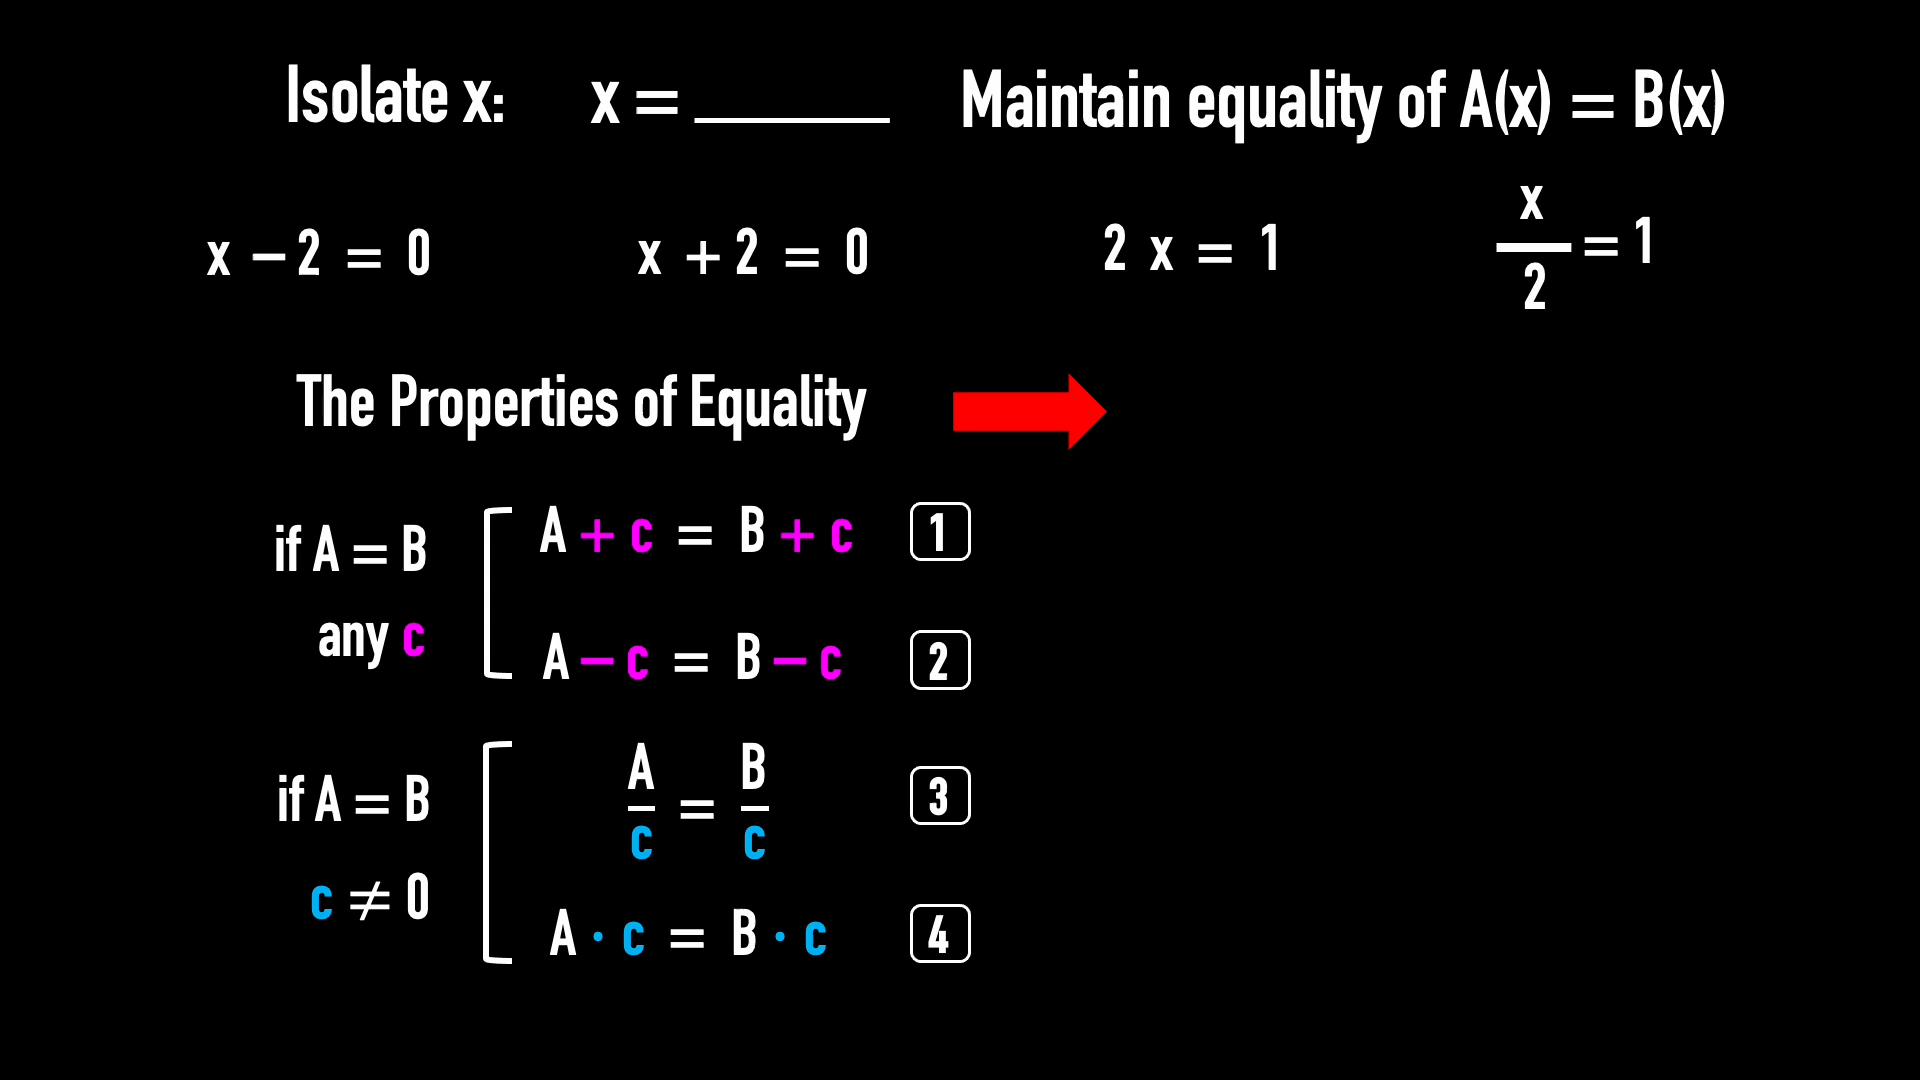 Isolate x: x = ______ Maintain equality of A(x) = B(x)
x − 2 = 0 x + 2 = 0 2 x = 1 x/2 = 1
The Properties of Equality
if A = B
any c
A + c = B + c 1
A − c = B − c 2
if A = B
c ≠ 0
A/c = B/c 3
A · c = B · c 4